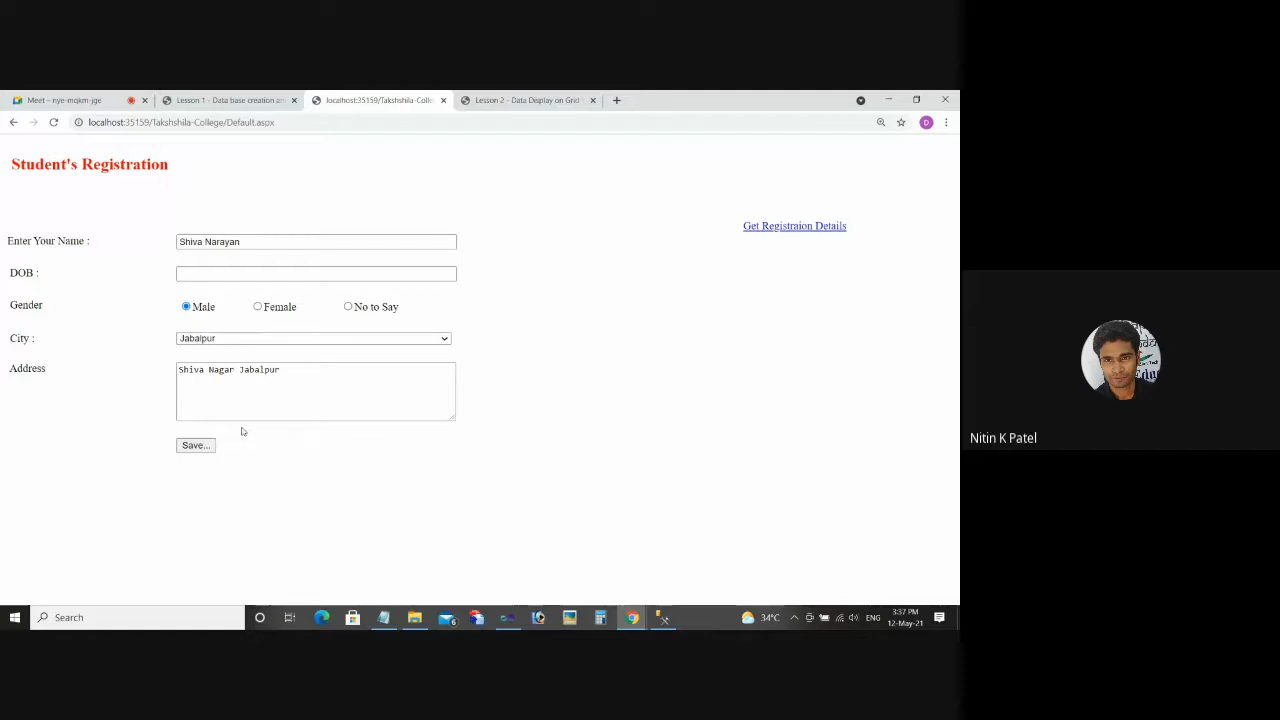 Meet – nye-mqkm-jge
Lesson 1 - Data base creation an
localhost:35159/Takshshila-Colle
Lesson 2 - Data Display on Grid
localhost:35159/Takshshila-College/Default.aspx
D
Student's Registration
Get Registraion Details
Enter Your Name :
Shiva Narayan
DOB :
Gender
Male
Female
No to Say
City :
Jabalpur
Address
Shiva Nagar Jabalpur
Save...
Nitin K Patel
Search
6
34°C
ENG
3:37 PM
12-May-21